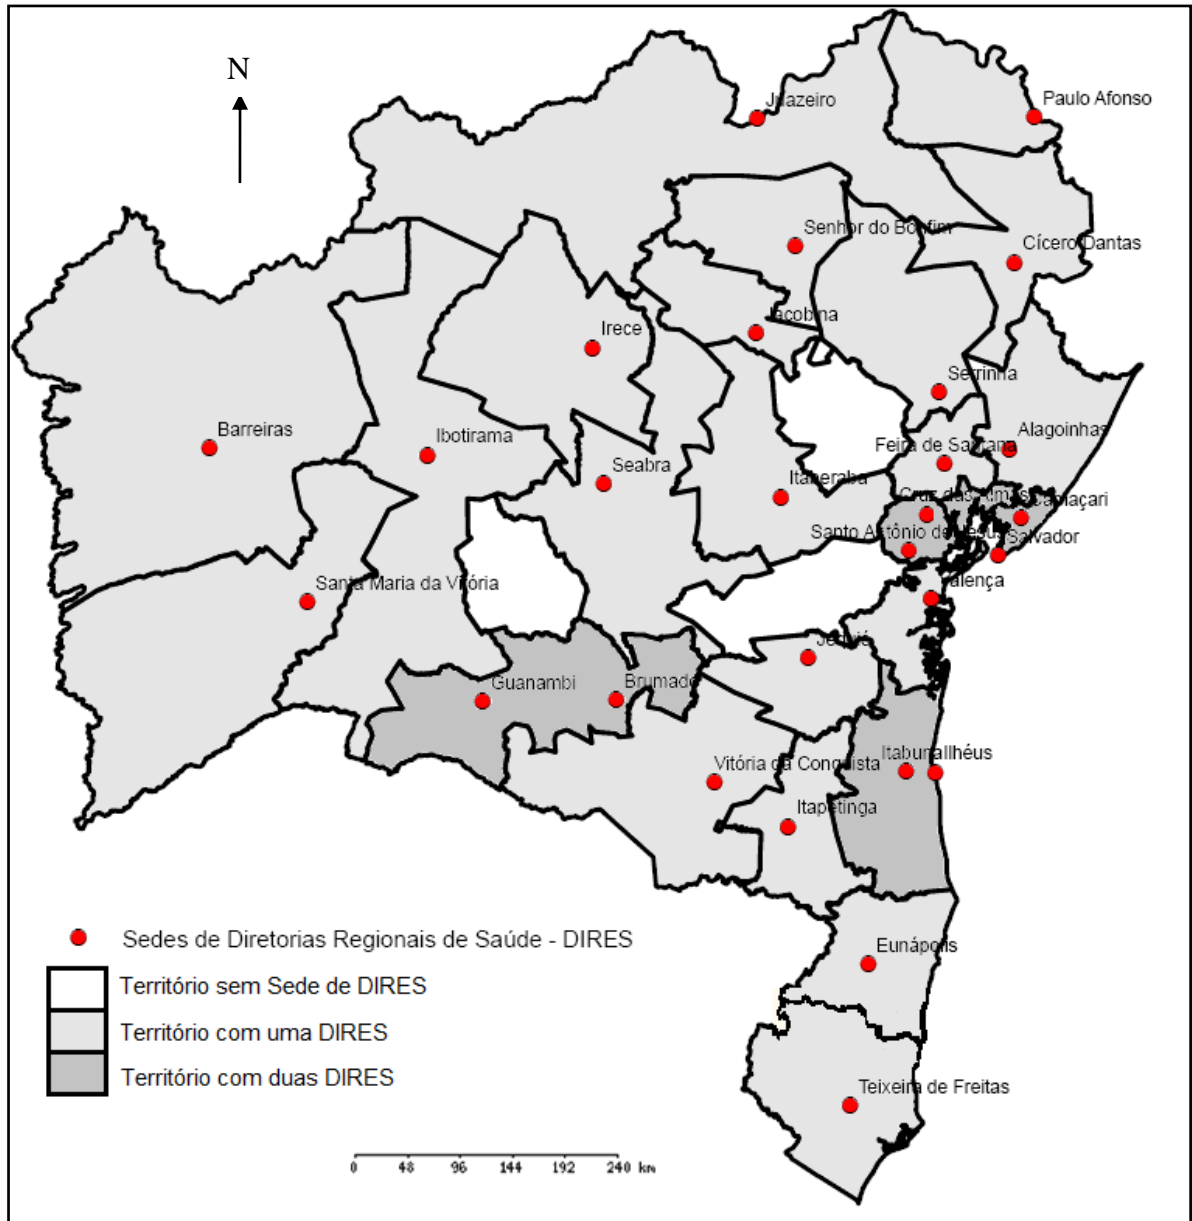 N
Juazeiro
Paulo Afonso
Senhor do Bonfim
Cícero Dantas
Jacobina
Irece
Serrinha
Barreiras
Ibotirama
Alagoinhas
Feira de Santana
Seabra
Itaberaba
Cruz das Almas
Camaçari
Santo Antônio de Jesus
Salvador
Santa Maria da Vitória
Valença
Jequié
Guanambi
Brumado
Itabuna
Ilhéus
Vitória da Conquista
Itapetinga
Sedes de Diretorias Regionais de Saúde - DIRES
Eunápolis
Território sem Sede de DIRES
Território com uma DIRES
Território com duas DIRES
Teixeira de Freitas
0 48 96 144 192 240 km